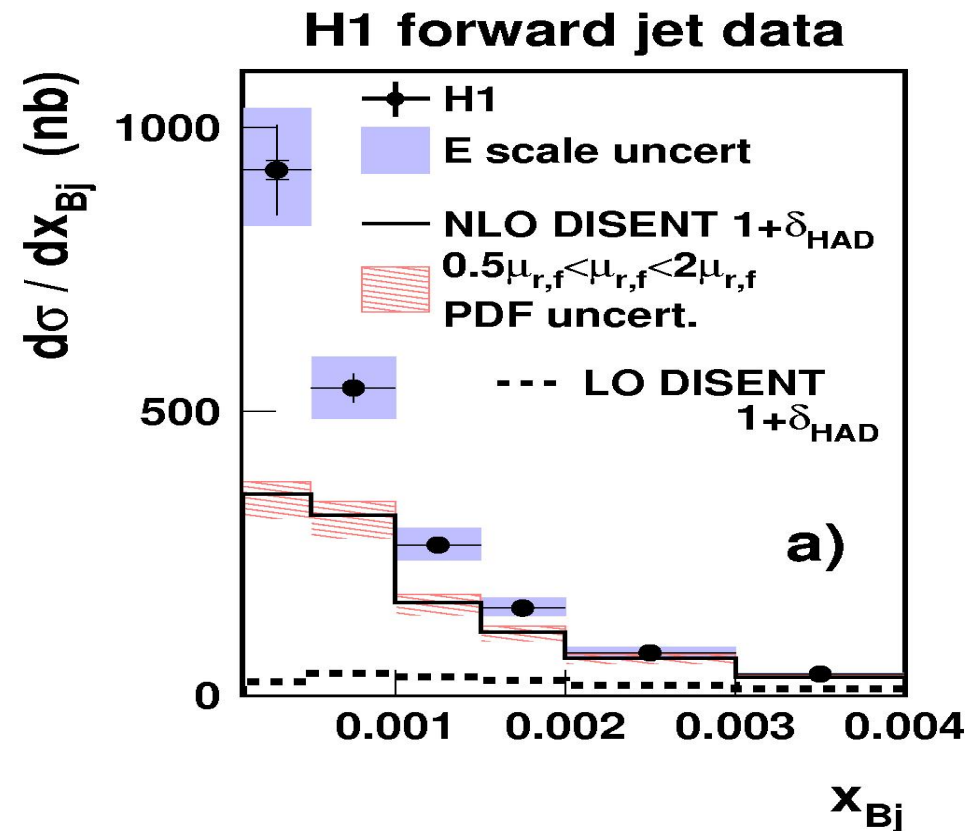 H1 forward jet data
dσ / dx_Bj (nb)
1000
500
0
H1
E scale uncert
NLO DISENT 1+δ_HAD
0.5μ_r,f<μ_r,f<2μ_r,f
PDF uncert.
LO DISENT
1+δ_HAD
a)
0.001 0.002 0.003 0.004
x_Bj